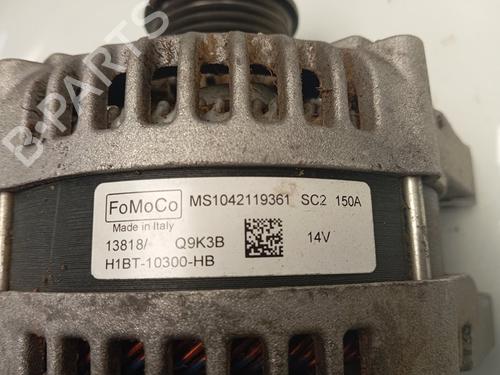 B-PARTS
FoMoCo MS1042119361 SC2 150A
Made in Italy
13818/ Q9K3B 14V
H1BT-10300-HB